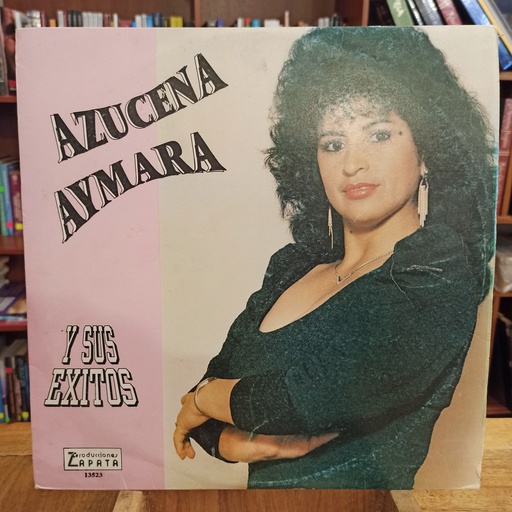 AZUCENA
AYMARA
Y SUS
EXITOS
Producciones
ZAPATA
13523